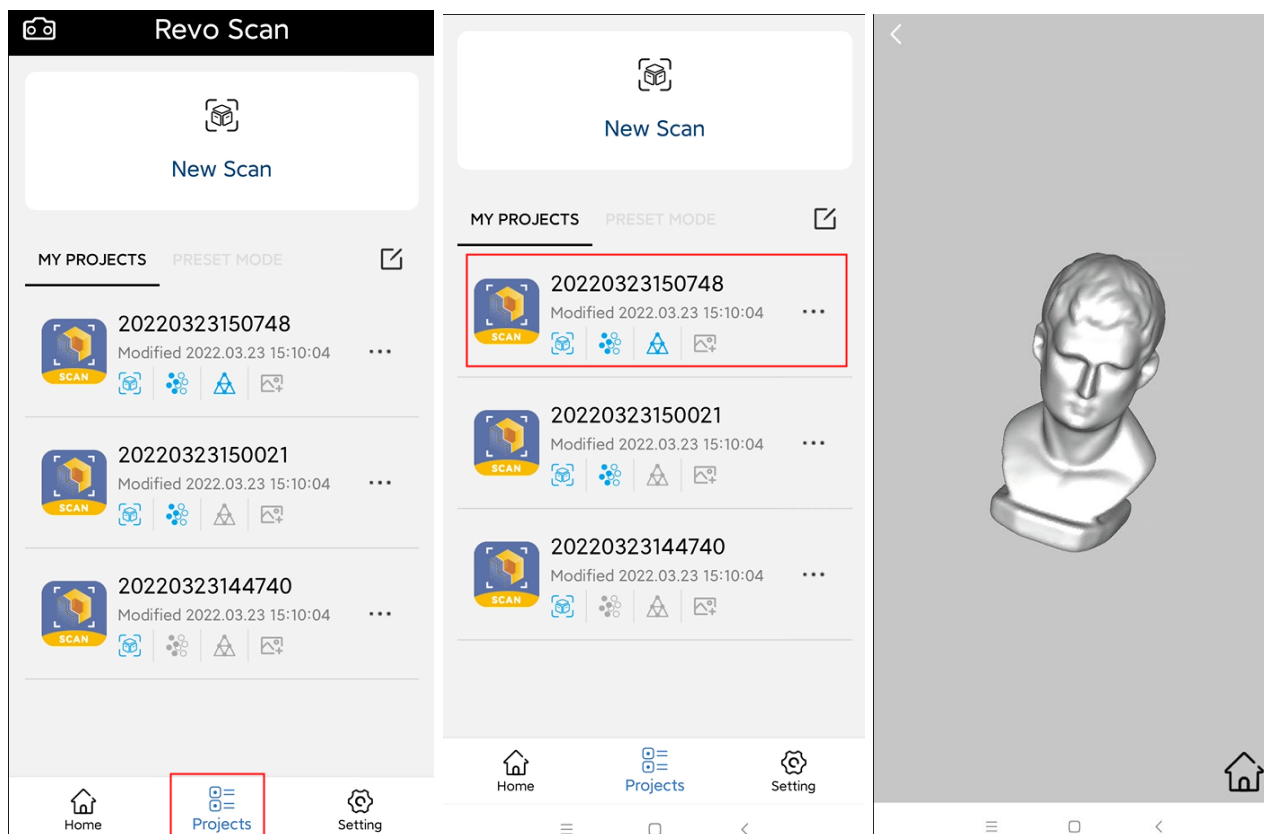 Revo Scan
New Scan
MY PROJECTS PRESET MODE
20220323150748
Modified 2022.03.23 15:10:04
SCAN
20220323150021
Modified 2022.03.23 15:10:04
SCAN
20220323144740
Modified 2022.03.23 15:10:04
SCAN
Home Projects Setting
New Scan
MY PROJECTS PRESET MODE
20220323150748
Modified 2022.03.23 15:10:04
SCAN
20220323150021
Modified 2022.03.23 15:10:04
SCAN
20220323144740
Modified 2022.03.23 15:10:04
SCAN
Home Projects Setting